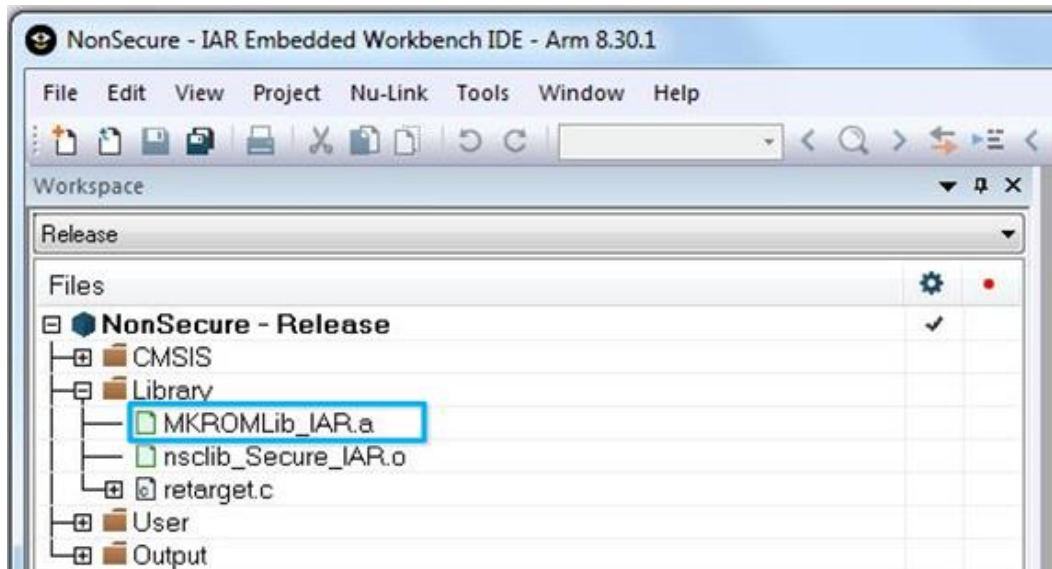 NonSecure - IAR Embedded Workbench IDE - Arm 8.30.1
File Edit View Project Nu-Link Tools Window Help
Workspace
Release
Files
NonSecure - Release
CMSIS
Library
MKROMLib_IAR.a
nsclib_Secure_IAR.o
retarget.c
User
Output